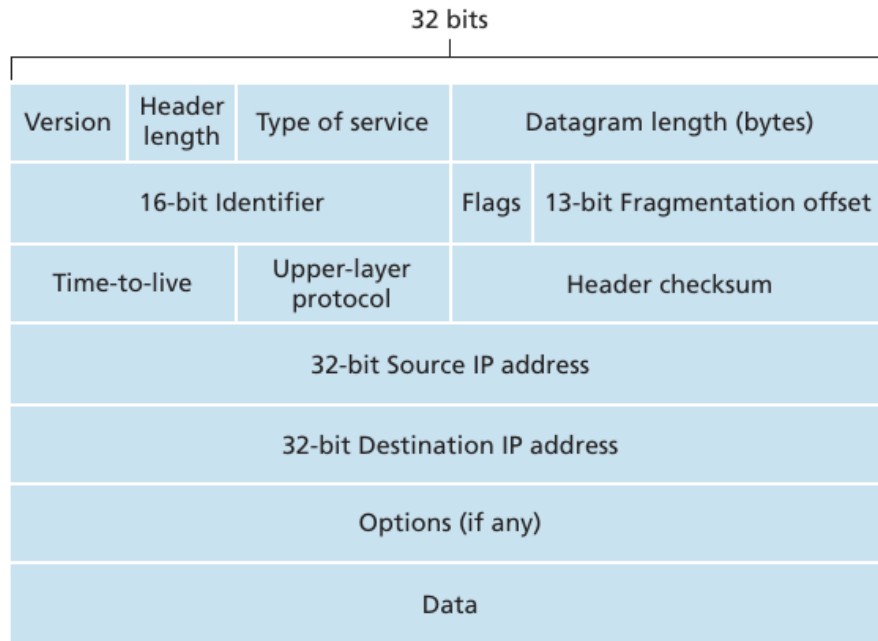 32 bits
Version
Header
length
Type of service
Datagram length (bytes)
16-bit Identifier
Flags
13-bit Fragmentation offset
Time-to-live
Upper-layer
protocol
Header checksum
32-bit Source IP address
32-bit Destination IP address
Options (if any)
Data